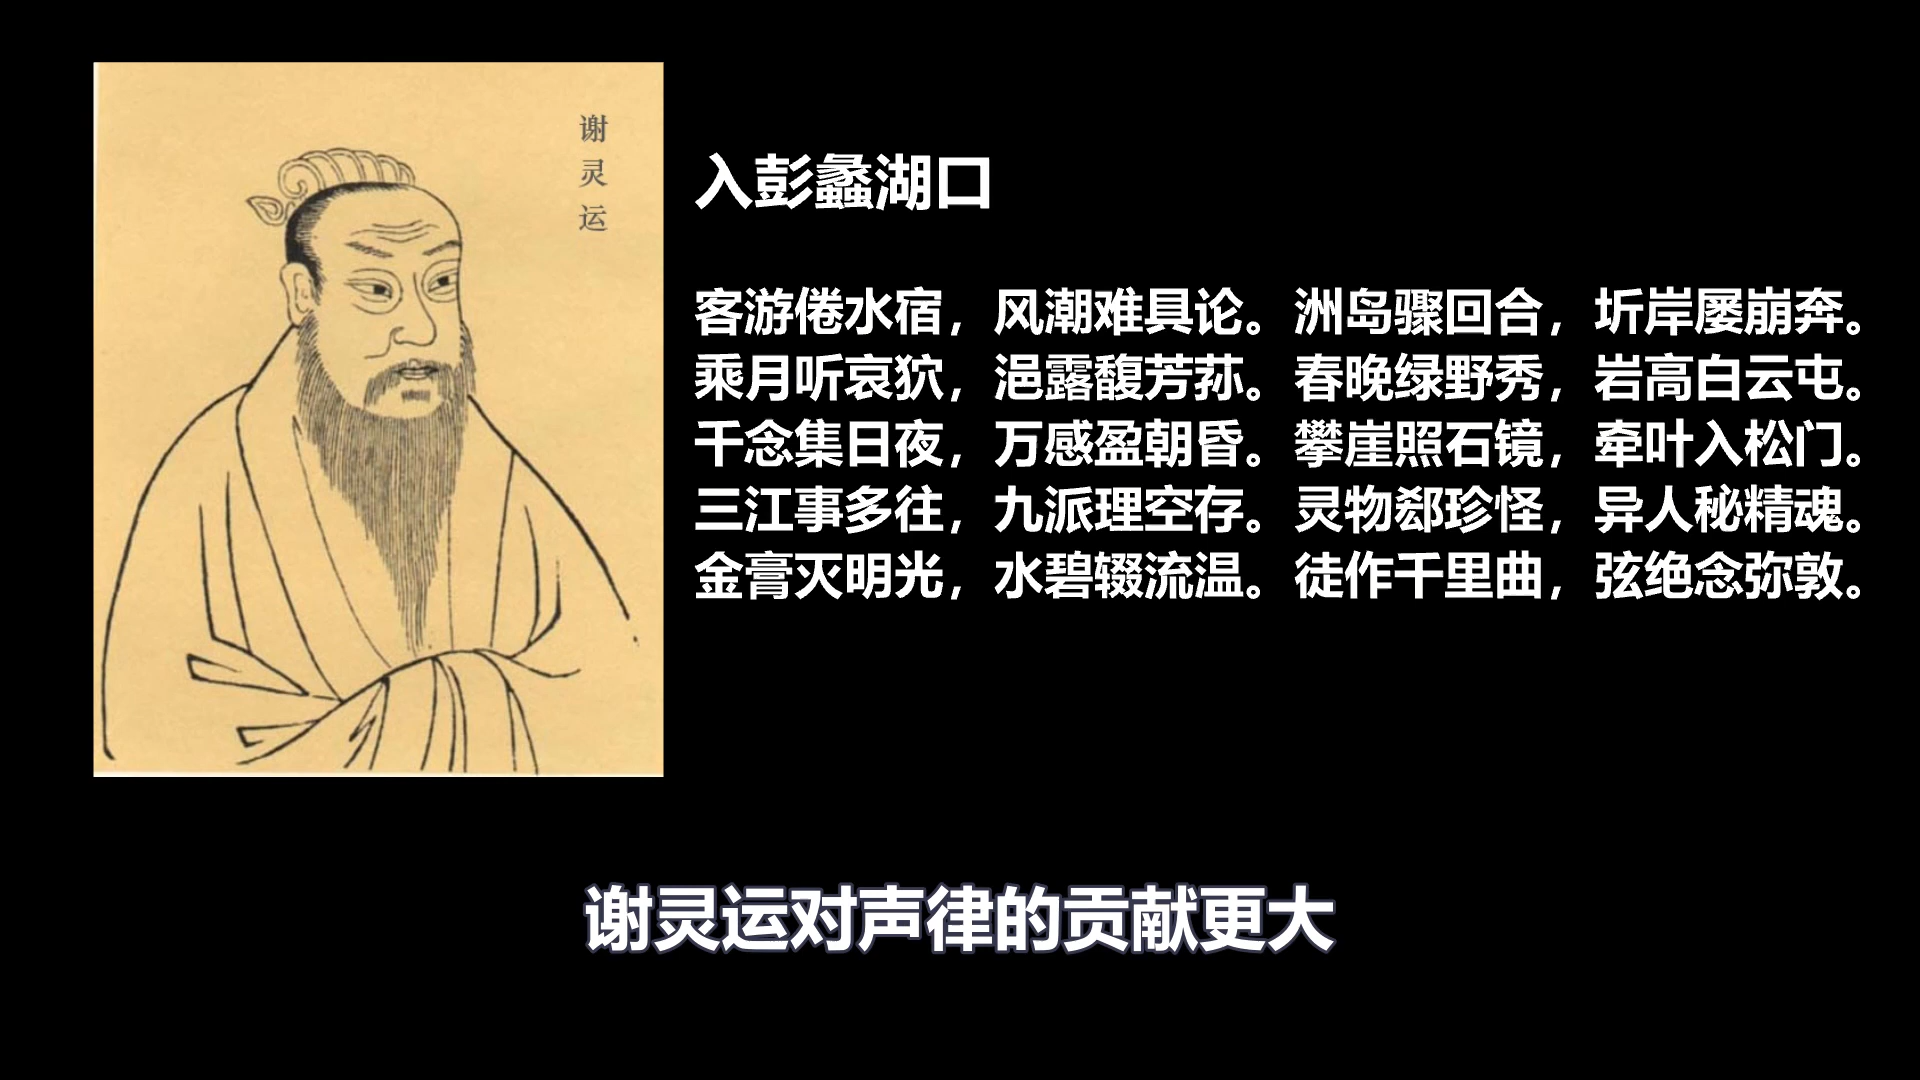 谢灵运
入彭蠡湖口
客游倦水宿，风潮难具论。洲岛骤回合，圻岸屡崩奔。
乘月听哀狖，浥露馥芳荪。春晚绿野秀，岩高白云屯。
千念集日夜，万感盈朝昏。攀崖照石镜，牵叶入松门。
三江事多往，九派理空存。灵物郄珍怪，异人秘精魂。
金膏灭明光，水碧辍流温。徒作千里曲，弦绝念弥敦。
谢灵运对声律的贡献更大